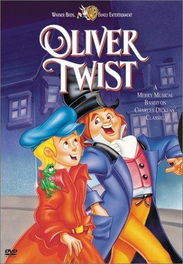 WARNER BROS. FAMILY ENTERTAINMENT
OLIVER
TWIST
MERRY MUSICAL
BASED ON
CHARLES DICKENS
CLASSIC!
DVD